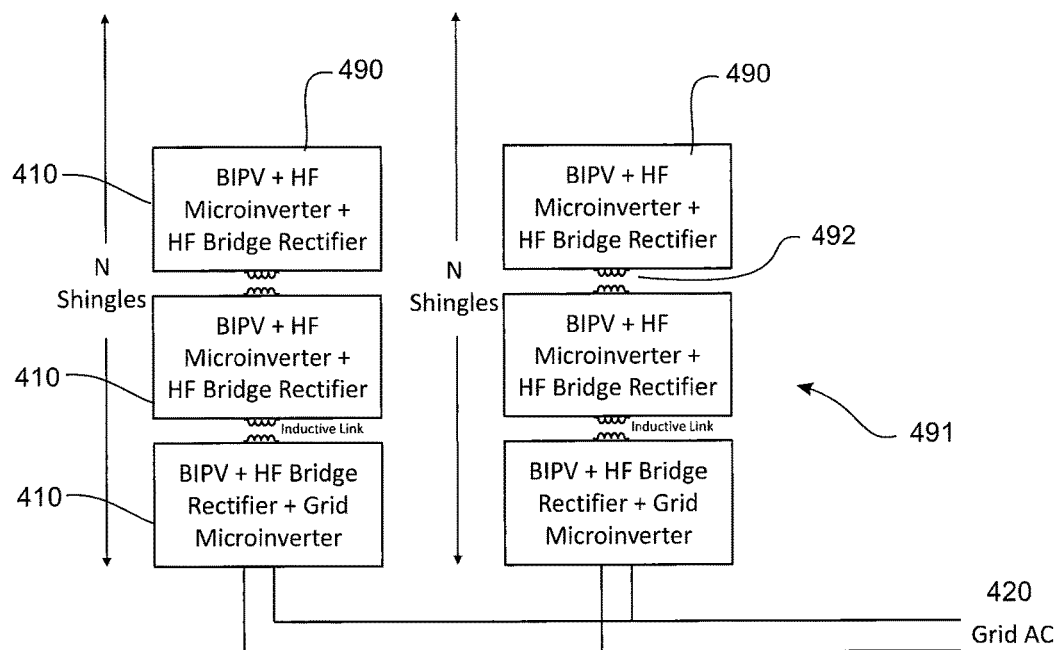 490
490
410
BIPV + HF
Microinverter +
HF Bridge Rectifier
BIPV + HF
Microinverter +
HF Bridge Rectifier
492
N
Shingles
N
Shingles
410
BIPV + HF
Microinverter +
HF Bridge Rectifier
BIPV + HF
Microinverter +
HF Bridge Rectifier
491
Inductive Link
Inductive Link
410
BIPV + HF Bridge
Rectifier + Grid
Microinverter
BIPV + HF Bridge
Rectifier + Grid
Microinverter
420
Grid AC